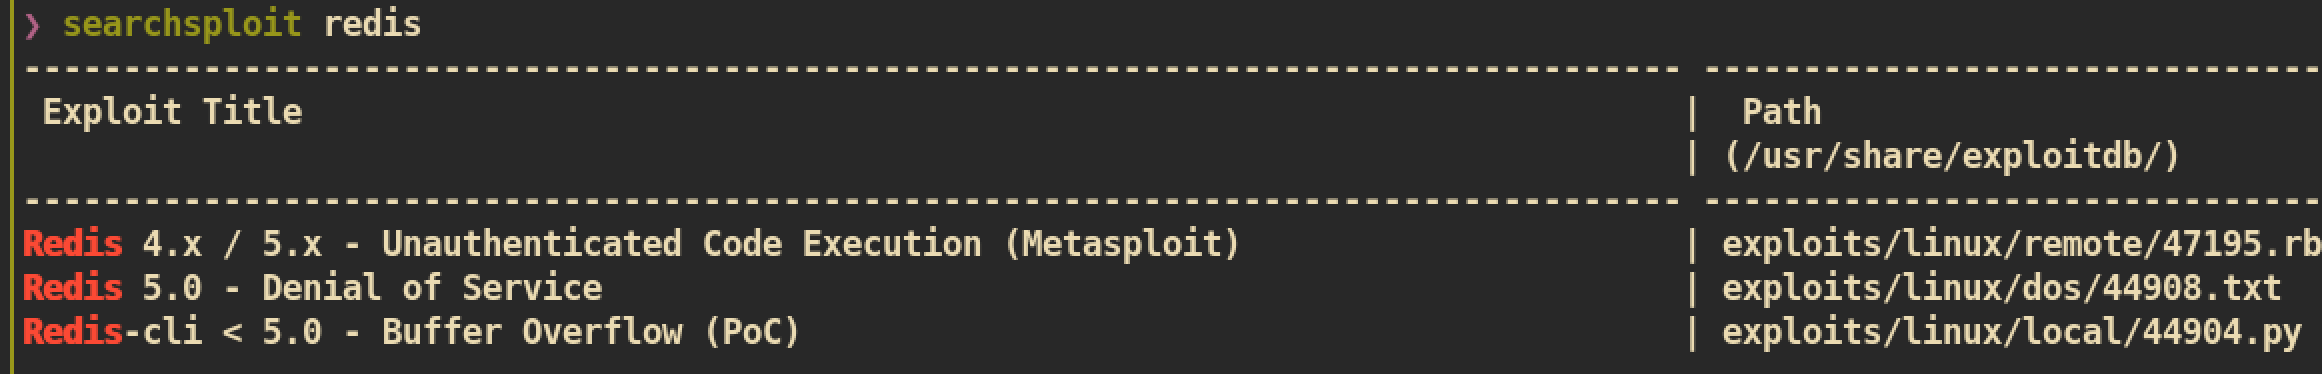 ❯ searchsploit redis
------------------------------------------------------------------------------------ -------------------------------
Exploit Title | Path
| (/usr/share/exploitdb/)
------------------------------------------------------------------------------------ -------------------------------
Redis 4.x / 5.x - Unauthenticated Code Execution (Metasploit) | exploits/linux/remote/47195.rb
Redis 5.0 - Denial of Service | exploits/linux/dos/44908.txt
Redis-cli < 5.0 - Buffer Overflow (PoC) | exploits/linux/local/44904.py